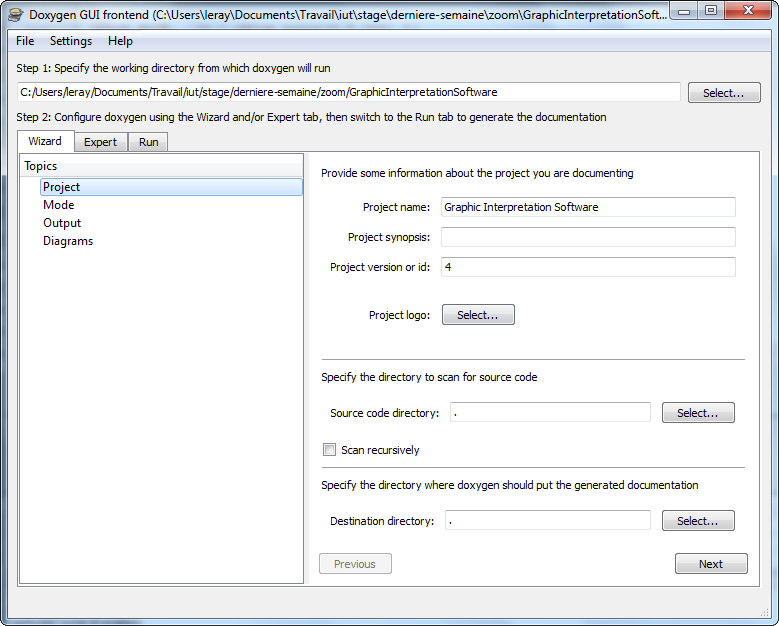 Doxygen GUI frontend (C:\Users\leray\Documents\Travail\iut\stage\derniere-semaine\zoom\GraphicInterpretationSoft...
File Settings Help
Step 1: Specify the working directory from which doxygen will run
C:/Users/leray/Documents/Travail/iut/stage/derniere-semaine/zoom/GraphicInterpretationSoftware
Select...
Step 2: Configure doxygen using the Wizard and/or Expert tab, then switch to the Run tab to generate the documentation
Wizard Expert Run
Topics
Project
Mode
Output
Diagrams
Provide some information about the project you are documenting
Project name: Graphic Interpretation Software
Project synopsis:
Project version or id: 4
Project logo: Select...
Specify the directory to scan for source code
Source code directory: . Select...
Scan recursively
Specify the directory where doxygen should put the generated documentation
Destination directory: . Select...
Previous Next